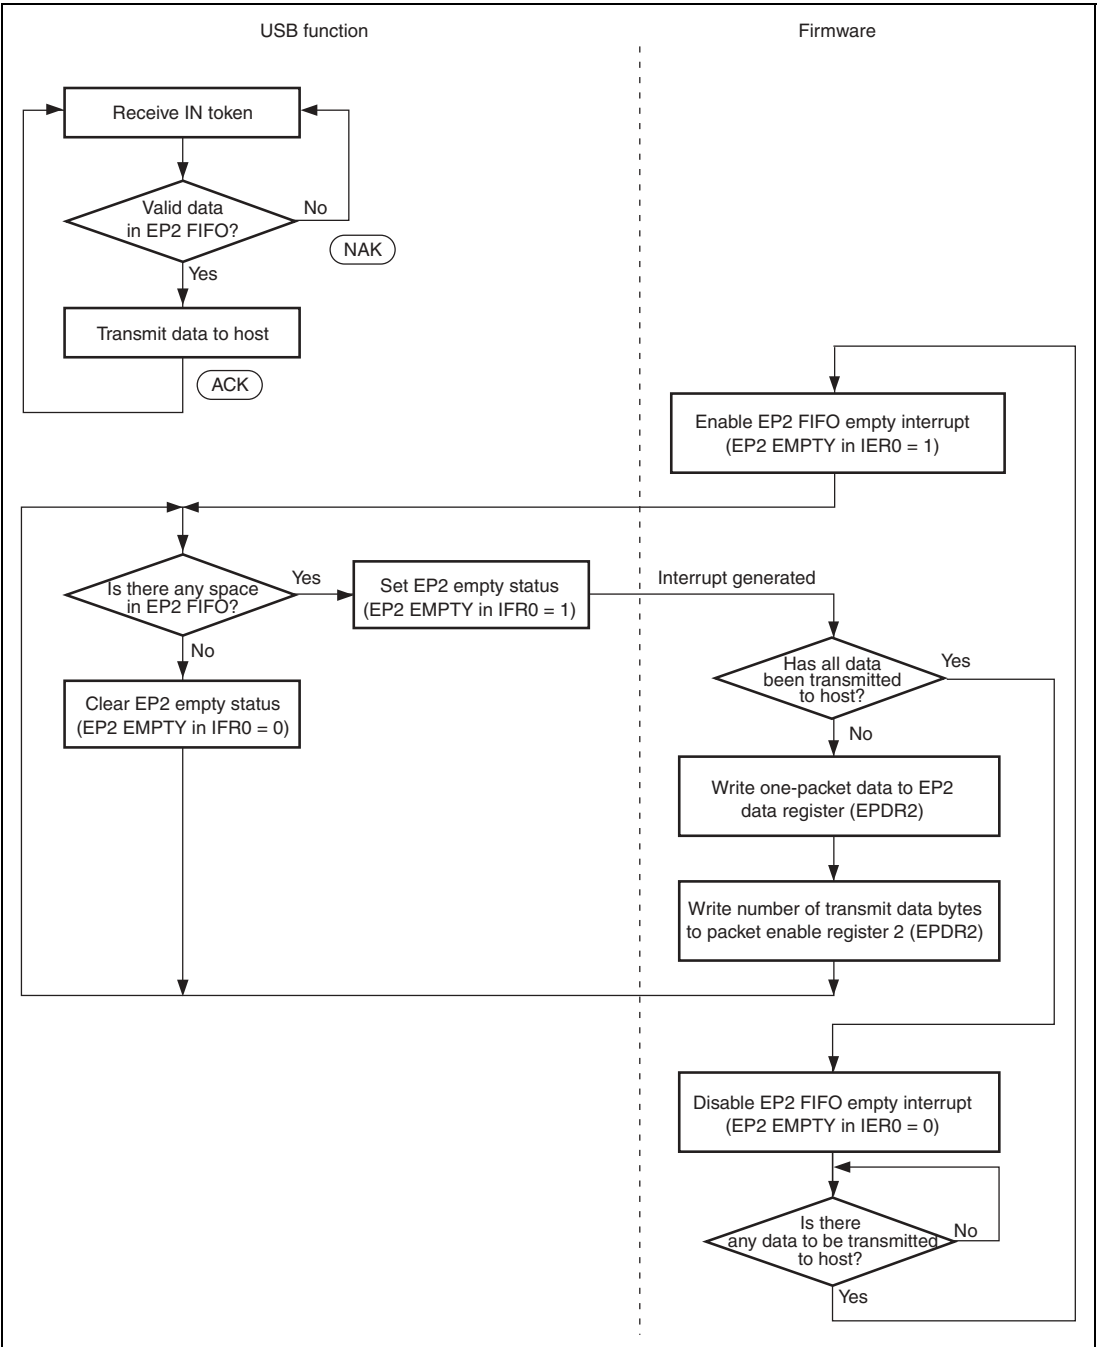 USB function
Firmware
Receive IN token
Valid data
in EP2 FIFO?
No
NAK
Yes
Transmit data to host
ACK
Enable EP2 FIFO empty interrupt
(EP2 EMPTY in IER0 = 1)
Is there any space
in EP2 FIFO?
Yes
Set EP2 empty status
(EP2 EMPTY in IFR0 = 1)
Interrupt generated
No
Clear EP2 empty status
(EP2 EMPTY in IFR0 = 0)
Has all data
been transmitted
to host?
Yes
No
Write one-packet data to EP2
data register (EPDR2)
Write number of transmit data bytes
to packet enable register 2 (EPDR2)
Disable EP2 FIFO empty interrupt
(EP2 EMPTY in IER0 = 0)
Is there
any data to be transmitted
to host?
No
Yes